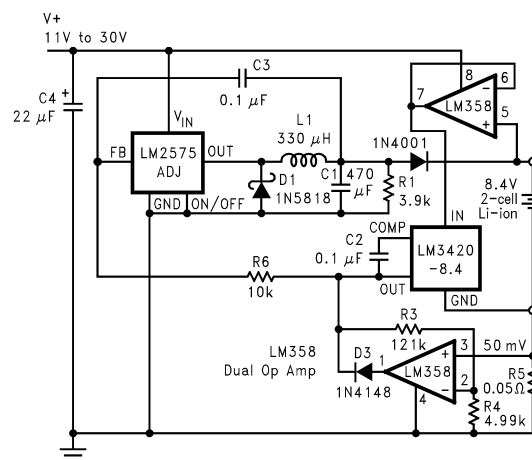 V+
11V to 30V
C3
0.1 μF
C4
+
22 μF
VIN
L1
330 μH
FB
LM2575
ADJ
OUT
GND
ON/OFF
D1
1N5818
C1
470
μF
R1
3.9k
1N4001
7
8
6
5
−
+
LM358
8.4V
2-cell
Li-ion
IN
COMP
LM3420
-8.4
OUT
GND
C2
0.1 μF
R6
10k
R3
121k
LM358
Dual Op Amp
D3
1N4148
1
LM358
3
2
4
+
−
50 mV
R5
0.05Ω
R4
4.99k